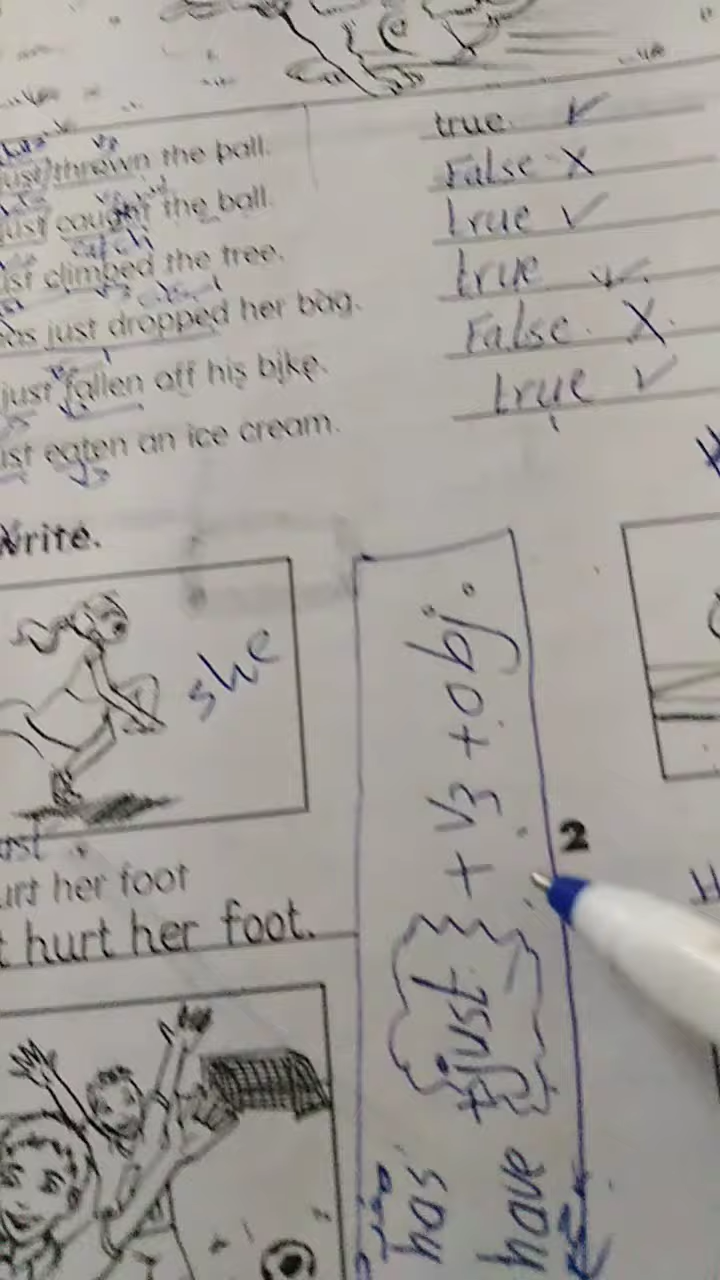 just thrown the ball. true ✓
just caught the ball. False X
catch
just climbed the tree. true ✓
has just dropped her bag. true ✓
just fallen off his bike. False. X
just eaten an ice cream. true ✓
Write.
she
hurt her foot
hurt her foot.
2
has
have
+ just + V3 + obj.